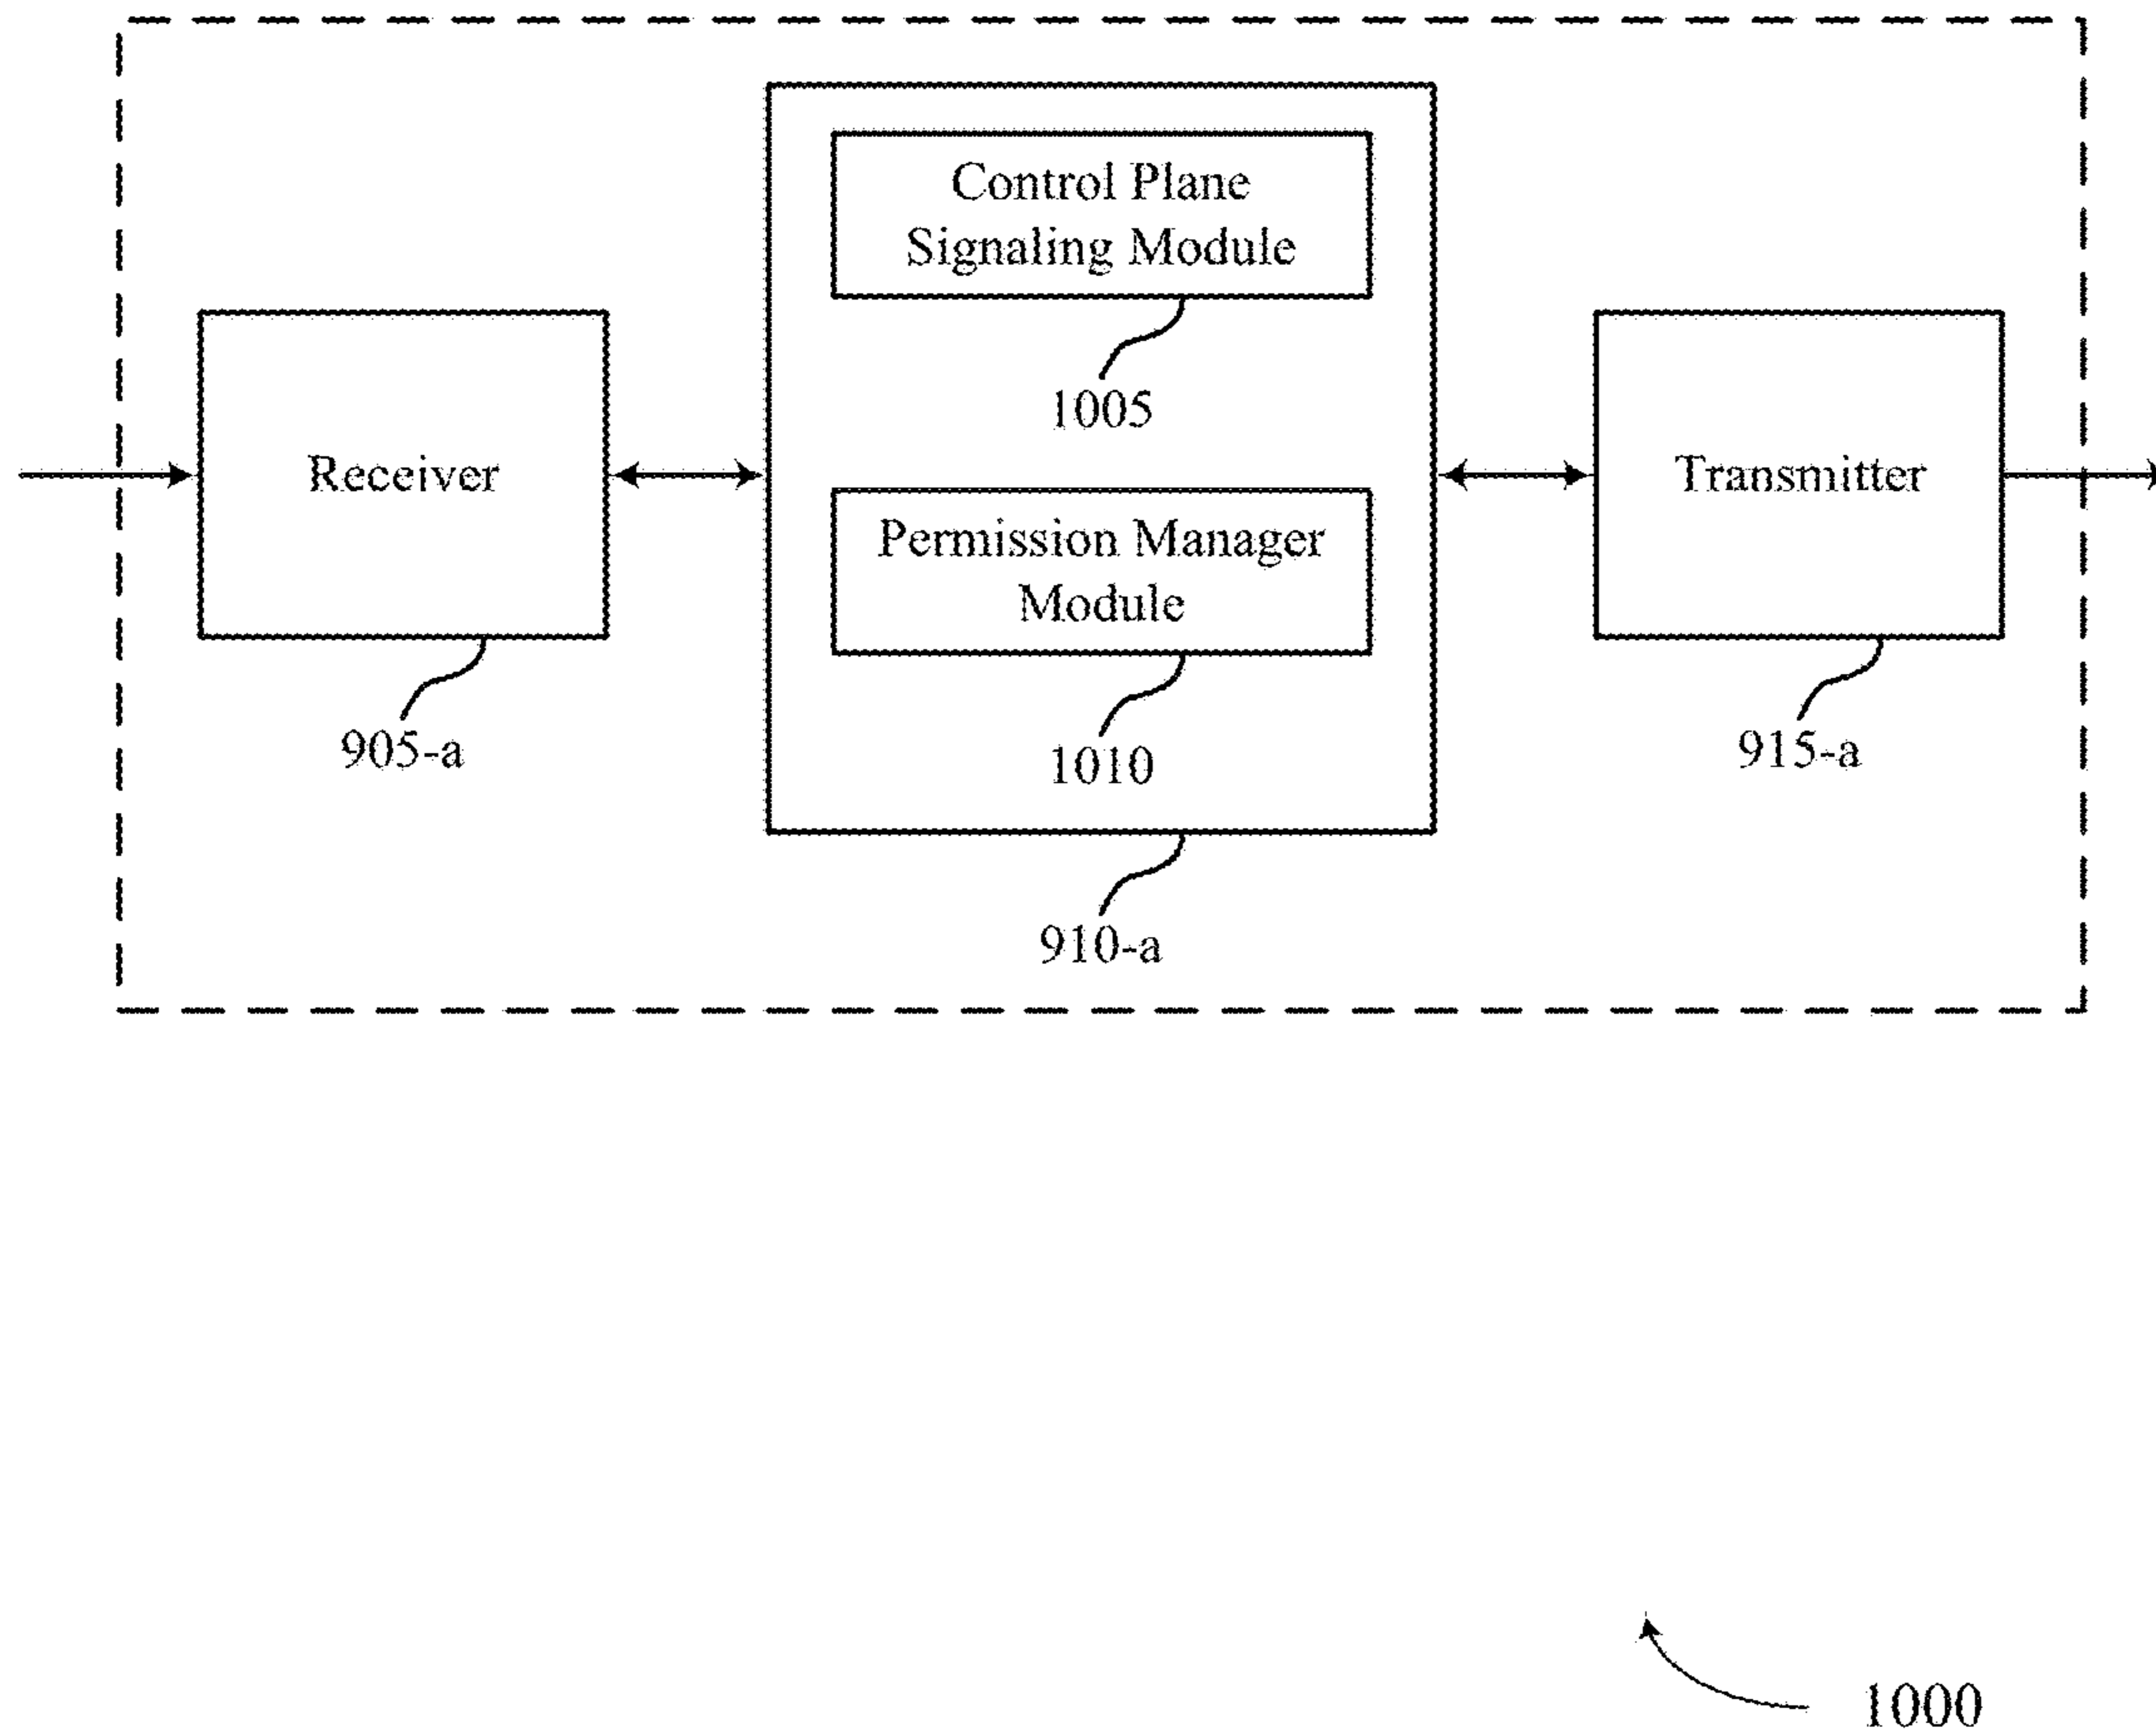 Control Plane
Signaling Module
1005
Receiver
Transmitter
Permission Manager
Module
905-a
1010
915-a
910-a
1000